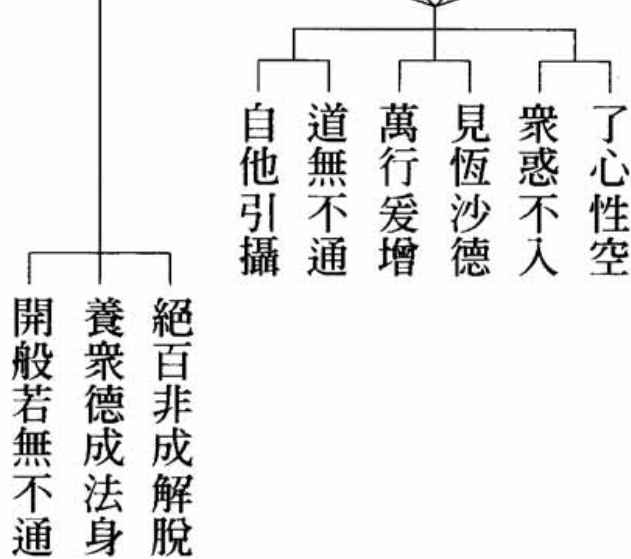 了心性空
衆惑不入
見恆沙德
萬行爰增
道無不通
自他引攝
絕百非成解脫
養衆德成法身
開般若無不通